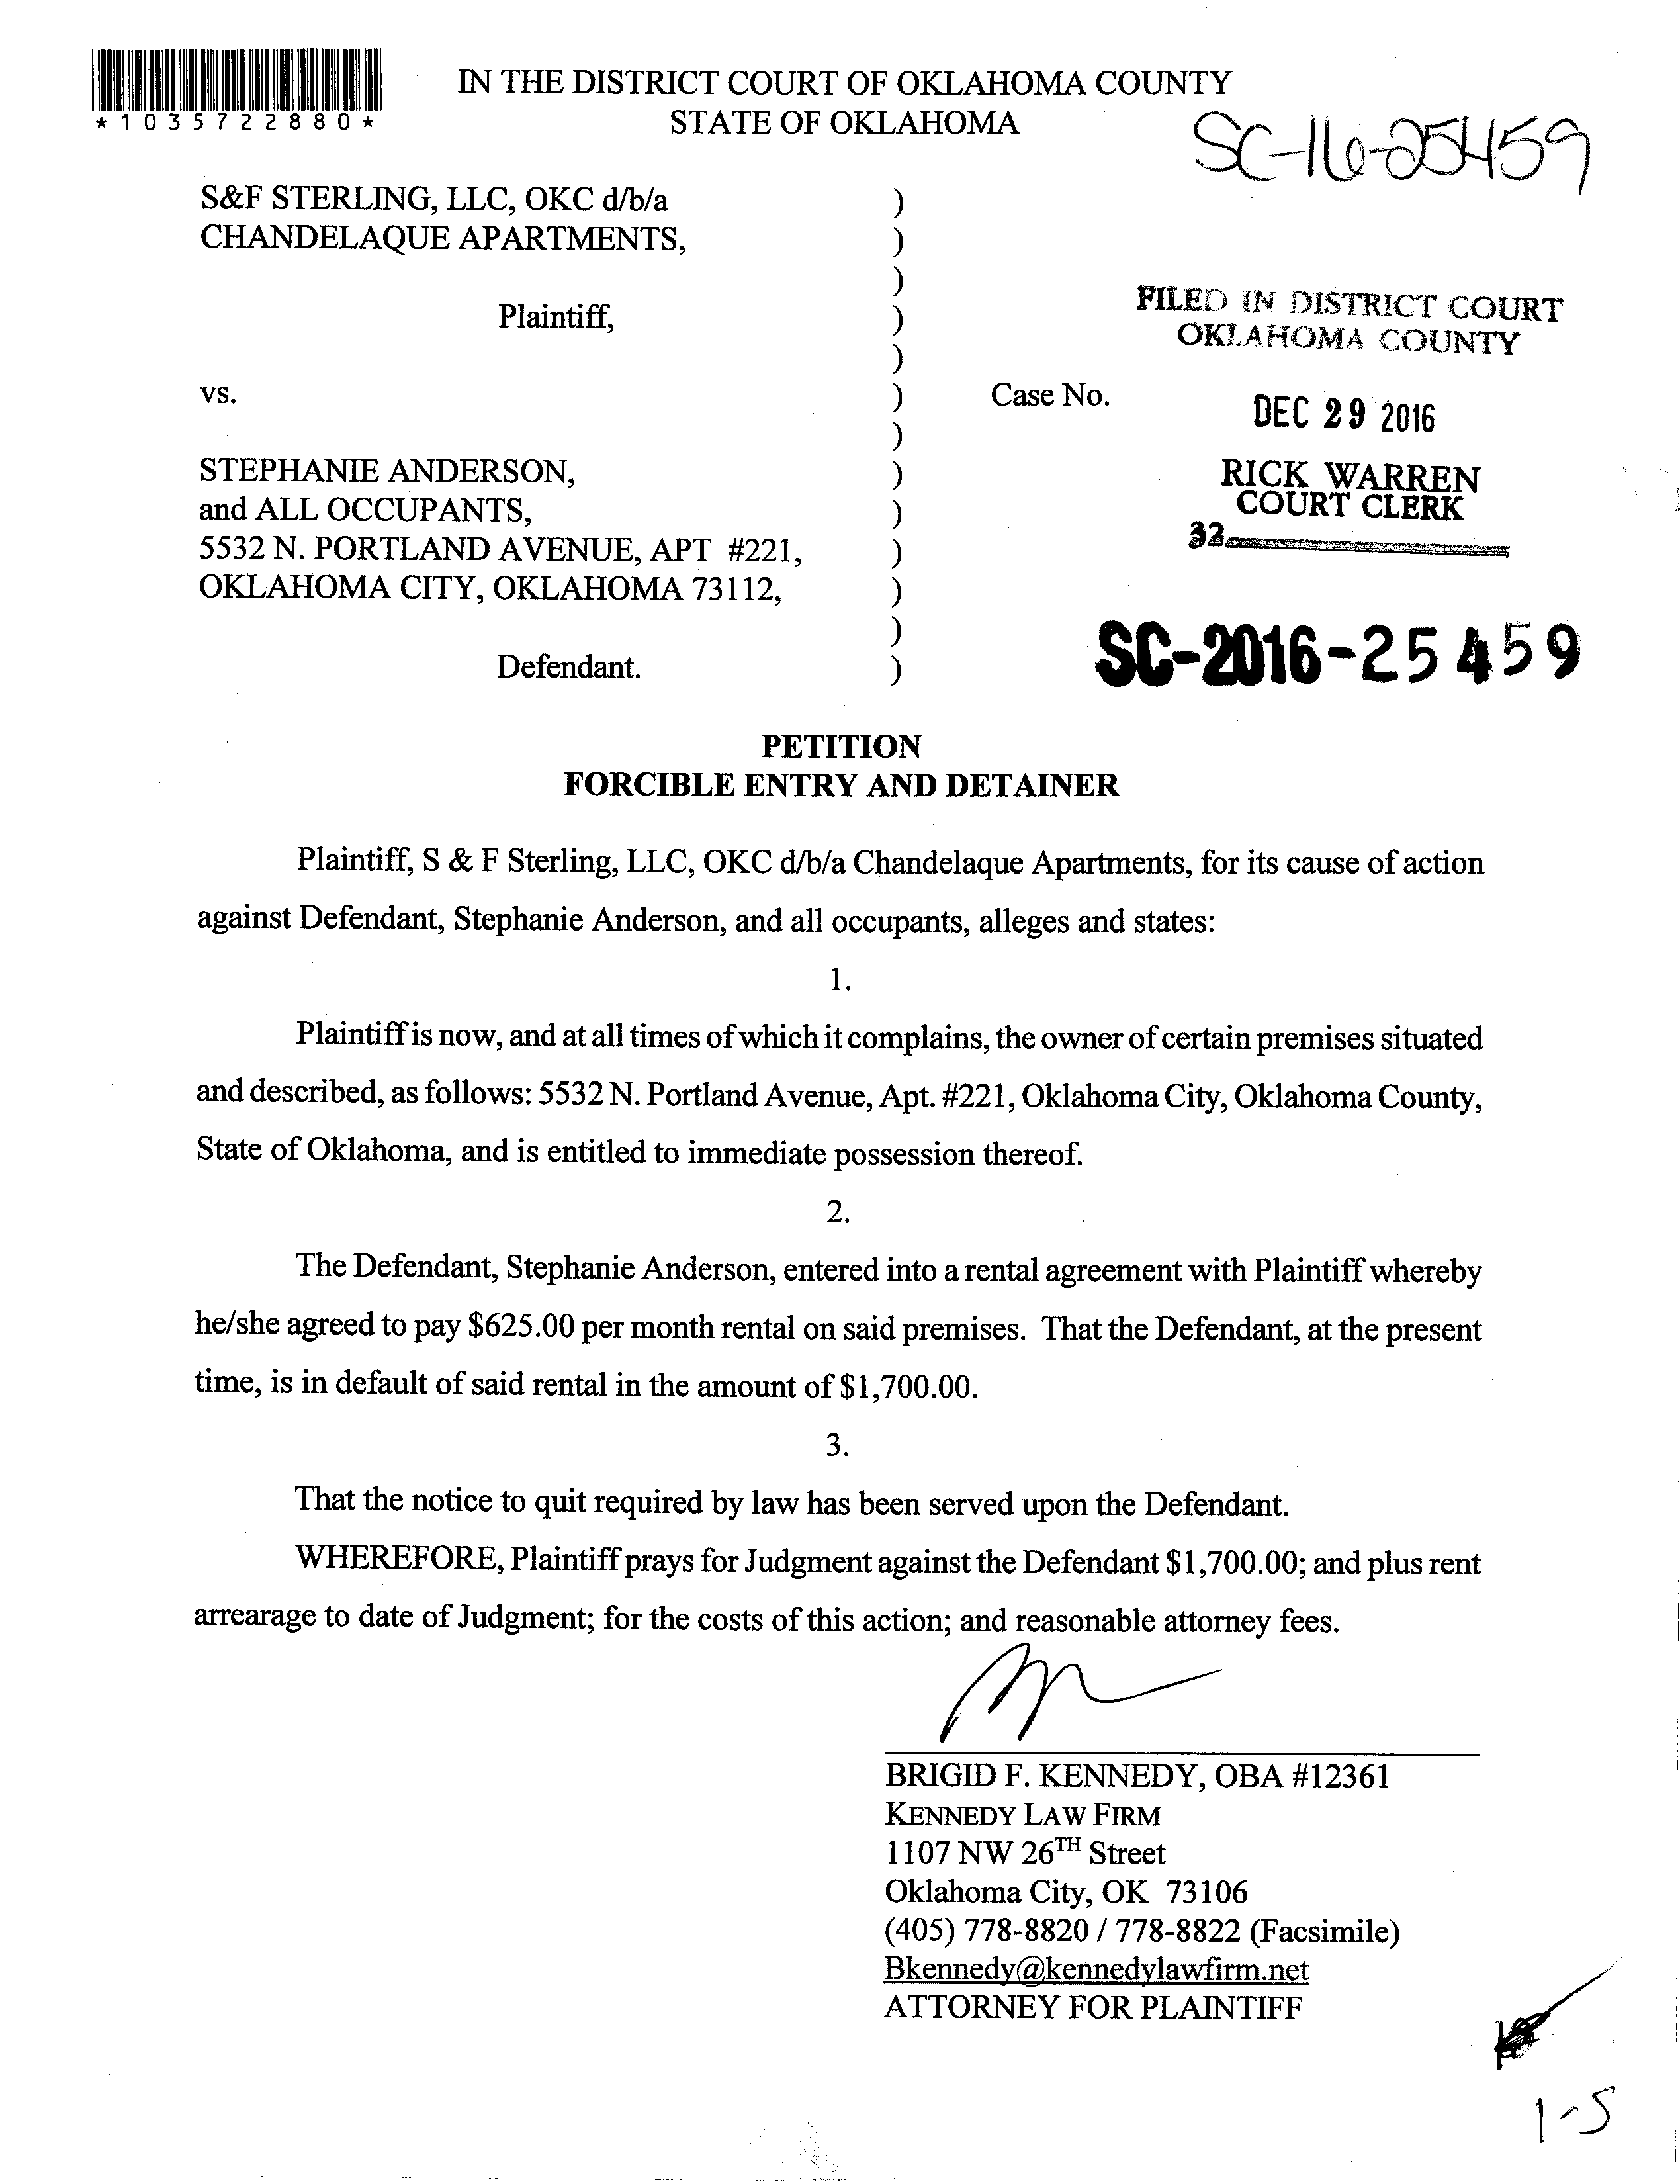 IN THE DISTRICT COURT OF OKLAHOMA COUNTY
STATE OF OKLAHOMA
*1035722880*
SC-16-25459
S&F STERLING, LLC, OKC d/b/a )
CHANDELAQUE APARTMENTS, )
)
Plaintiff, )
)
vs. ) Case No.
)
STEPHANIE ANDERSON, )
and ALL OCCUPANTS, )
5532 N. PORTLAND AVENUE, APT #221, )
OKLAHOMA CITY, OKLAHOMA 73112, )
)
Defendant. )
FILED IN DISTRICT COURT
OKLAHOMA COUNTY
DEC 29 2016
RICK WARREN
COURT CLERK
32
SC-2016-25459
PETITION
FORCIBLE ENTRY AND DETAINER
Plaintiff, S & F Sterling, LLC, OKC d/b/a Chandelaque Apartments, for its cause of action
against Defendant, Stephanie Anderson, and all occupants, alleges and states:
1.
Plaintiff is now, and at all times of which it complains, the owner of certain premises situated
and described, as follows: 5532 N. Portland Avenue, Apt. #221, Oklahoma City, Oklahoma County,
State of Oklahoma, and is entitled to immediate possession thereof.
2.
The Defendant, Stephanie Anderson, entered into a rental agreement with Plaintiff whereby
he/she agreed to pay $625.00 per month rental on said premises. That the Defendant, at the present
time, is in default of said rental in the amount of $1,700.00.
3.
That the notice to quit required by law has been served upon the Defendant.
WHEREFORE, Plaintiff prays for Judgment against the Defendant $1,700.00; and plus rent
arrearage to date of Judgment; for the costs of this action; and reasonable attorney fees.
BRIGID F. KENNEDY, OBA #12361
KENNEDY LAW FIRM
1107 NW 26TH Street
Oklahoma City, OK 73106
(405) 778-8820 / 778-8822 (Facsimile)
Bkennedy@kennedylawfirm.net
ATTORNEY FOR PLAINTIFF
1-5